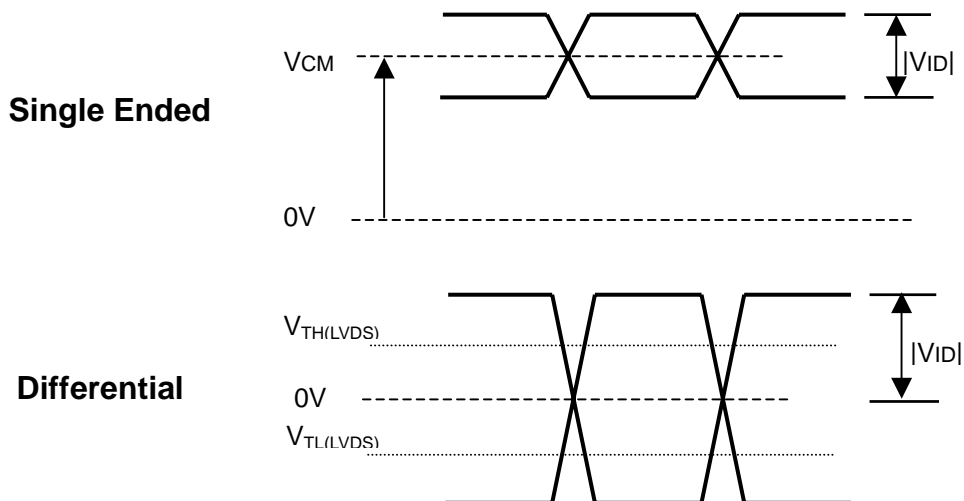 VCM
|VID|
Single Ended
0V
VTH(LVDS)
|VID|
Differential
0V
VTL(LVDS)